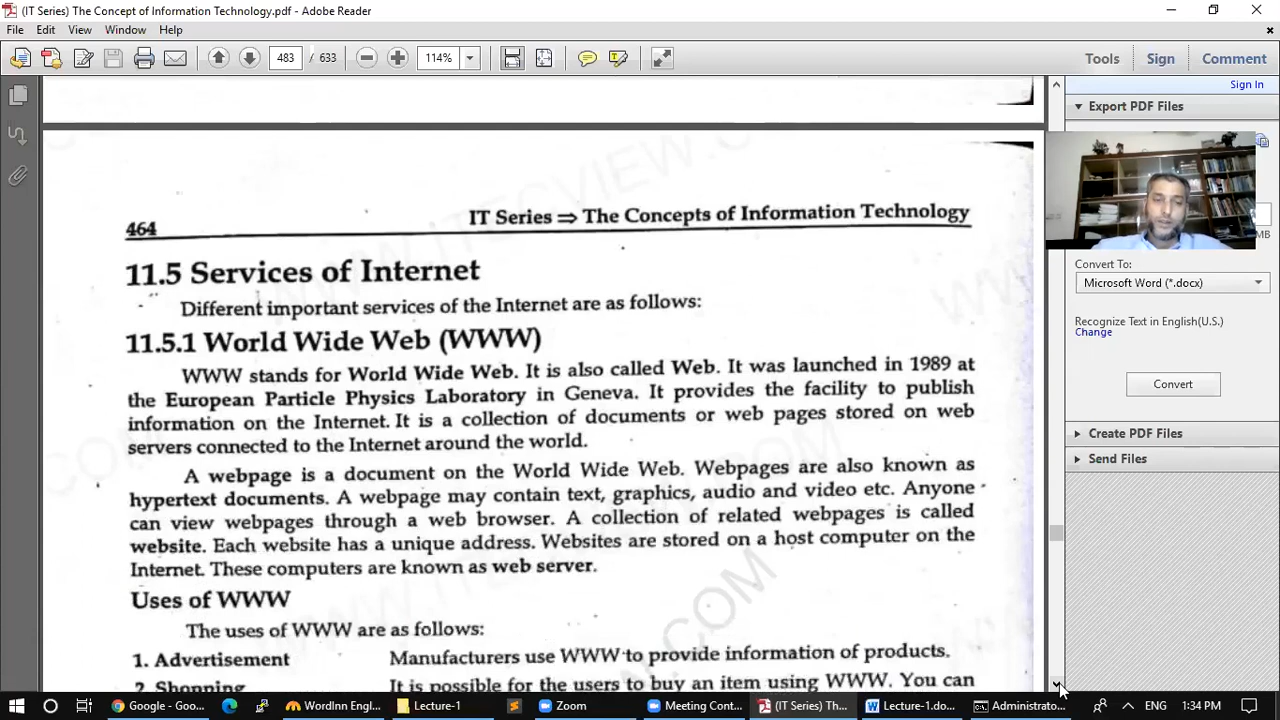 (IT Series) The Concept of Information Technology.pdf - Adobe Reader
File Edit View Window Help
483 / 633 114% Tools Sign Comment
Sign In
Export PDF Files
464 IT Series ⇒ The Concepts of Information Technology
11.5 Services of Internet
Different important services of the Internet are as follows:
11.5.1 World Wide Web (WWW)
WWW stands for World Wide Web. It is also called Web. It was launched in 1989 at
the European Particle Physics Laboratory in Geneva. It provides the facility to publish
information on the Internet. It is a collection of documents or web pages stored on web
servers connected to the Internet around the world.
A webpage is a document on the World Wide Web. Webpages are also known as
hypertext documents. A webpage may contain text, graphics, audio and video etc. Anyone
can view webpages through a web browser. A collection of related webpages is called
website. Each website has a unique address. Websites are stored on a host computer on the
Internet. These computers are known as web server.
Uses of WWW
The uses of WWW are as follows:
1. Advertisement Manufacturers use WWW to provide information of products.
2. Shopping It is possible for the users to buy an item using WWW. You can
MB
Convert To:
Microsoft Word (*.docx)
Recognize Text in English(U.S.)
Change
Convert
Create PDF Files
Send Files
Google - Goo... WordInn Engl... Lecture-1 Zoom Meeting Cont... (IT Series) Th... Lecture-1.do... Administrato... ENG 1:34 PM